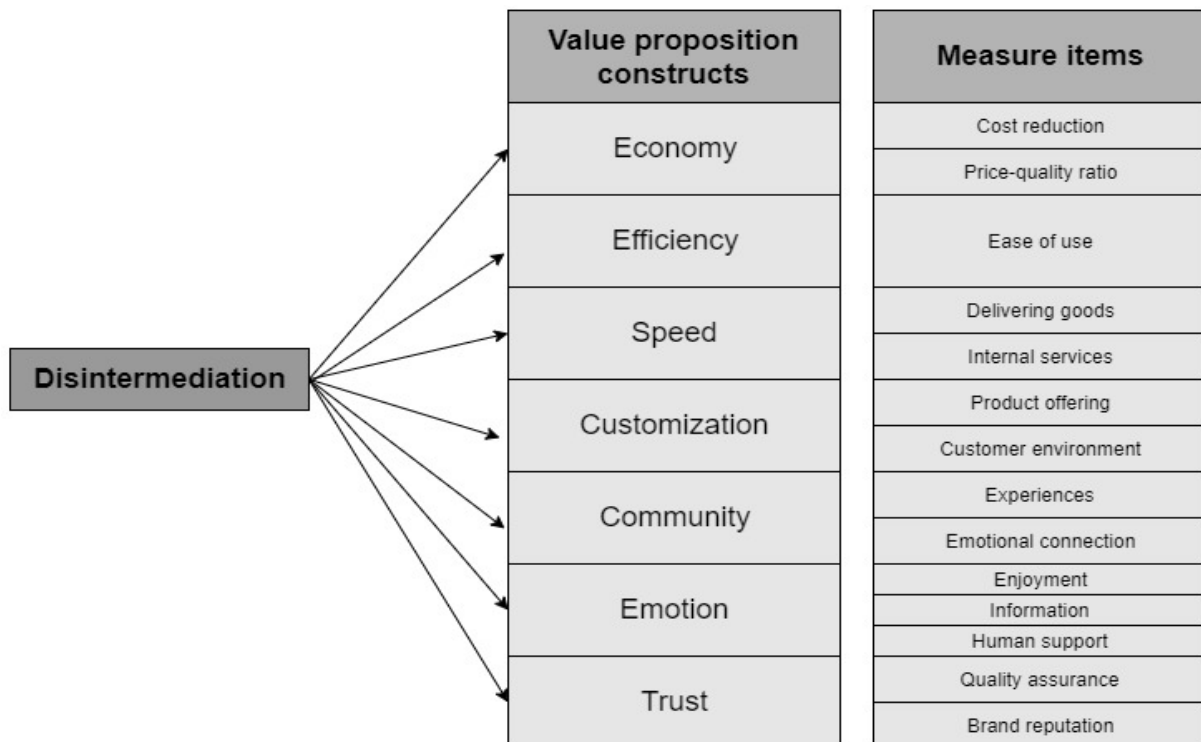 Value proposition
constructs
Measure items
Economy
Cost reduction
Price-quality ratio
Efficiency
Ease of use
Speed
Delivering goods
Internal services
Disintermediation
Customization
Product offering
Customer environment
Community
Experiences
Emotional connection
Emotion
Enjoyment
Information
Human support
Trust
Quality assurance
Brand reputation